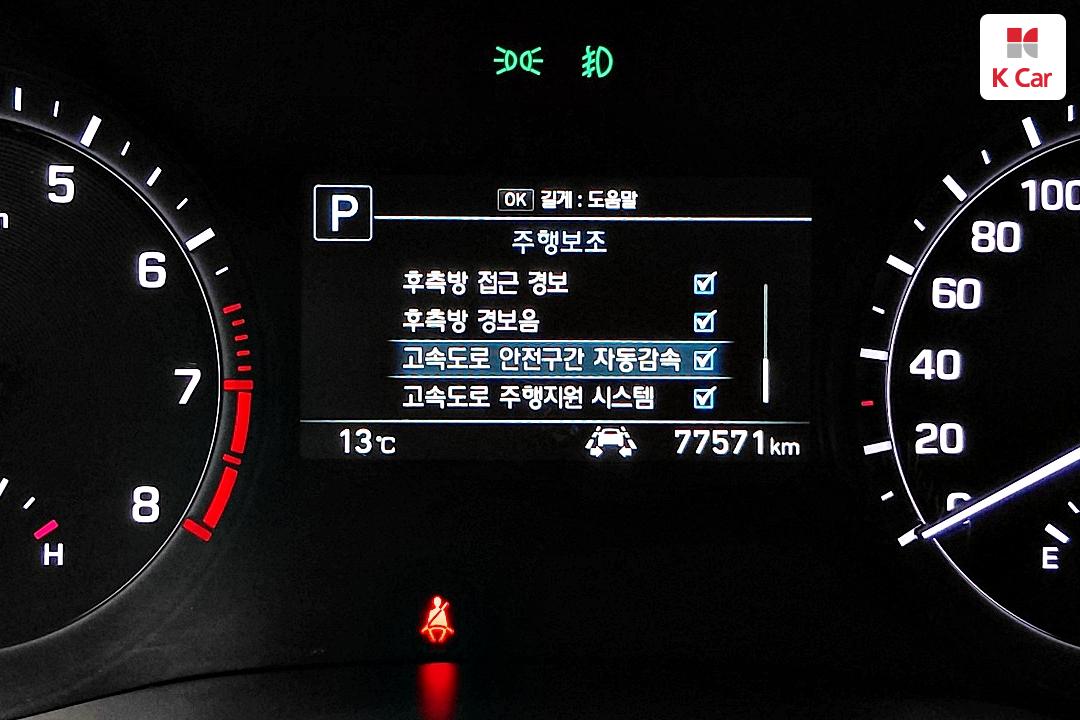 K Car
P
OK 길게 : 도움말
주행보조
후측방 접근 경보
후측방 경보음
고속도로 안전구간 자동감속
고속도로 주행지원 시스템
13℃
77571km
5
6
7
8
H
100
80
60
40
20
0
E